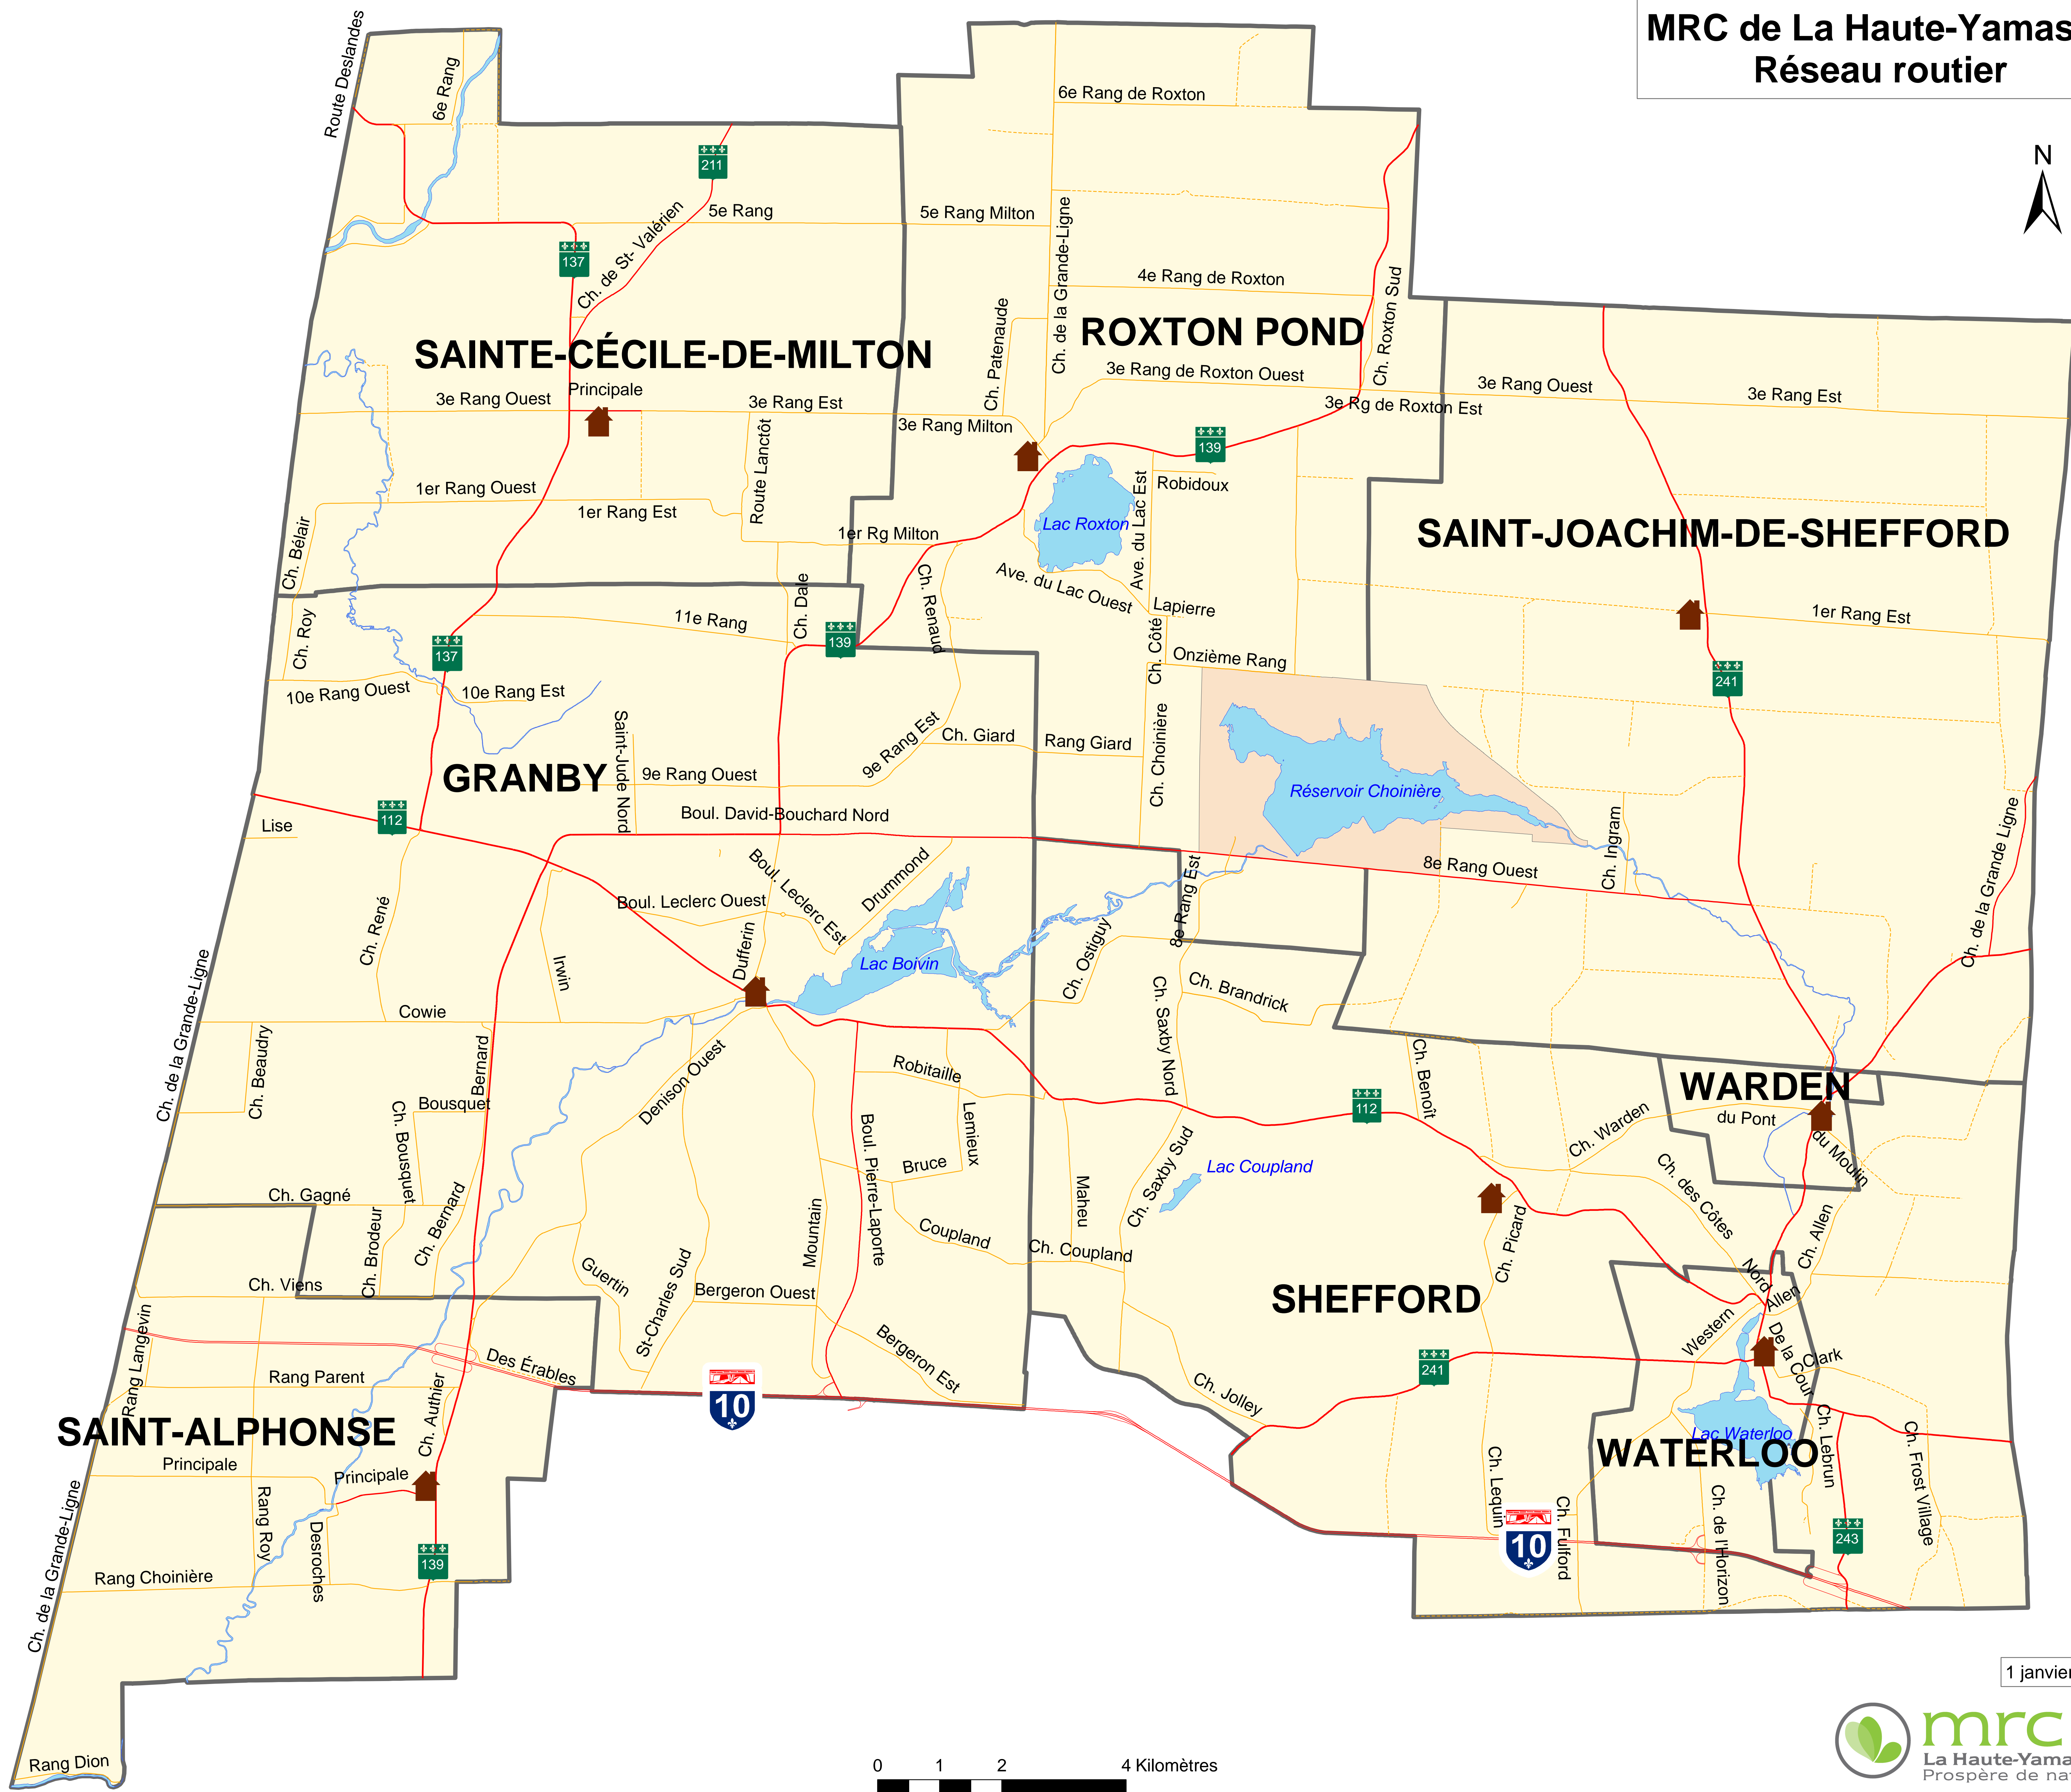 MRC de La Haute-Yamas
Réseau routier
N
Route Deslandes
6e Rang
211
5e Rang
137
Ch. de St- Valérien
SAINTE-CÉCILE-DE-MILTON
Principale
3e Rang Ouest
3e Rang Est
Route Lanctôt
1er Rang Ouest
1er Rang Est
Ch. Bélair
6e Rang de Roxton
5e Rang Milton
Ch. de la Grande-Ligne
4e Rang de Roxton
Ch. Patenaude
ROXTON POND
Ch. Roxton Sud
3e Rang de Roxton Ouest
3e Rg de Roxton Est
3e Rang Milton
139
Robidoux
Lac Roxton
Ave. du Lac Est
1er Rg Milton
Ave. du Lac Ouest
Lapierre
Ch. Renaud
Ch. Côté
Onzième Rang
3e Rang Ouest
3e Rang Est
SAINT-JOACHIM-DE-SHEFFORD
1er Rang Est
241
Ch. Roy
11e Rang
Ch. Dale
139
137
10e Rang Ouest
10e Rang Est
Saint-Jude Nord
GRANBY
9e Rang Ouest
9e Rang Est
Ch. Giard
Rang Giard
Ch. Choinière
Réservoir Choinière
Boul. David-Bouchard Nord
112
Lise
Ch. René
Boul. Leclerc Ouest
Boul. Leclerc Est
Drummond
Dufferin
Irwin
Lac Boivin
8e Rang Est
8e Rang Ouest
Ch. Ingram
Ch. de la Grande Ligne
Ch. Ostiguy
Ch. Saxby Nord
Ch. Brandrick
Ch. de la Grande-Ligne
Cowie
Ch. Beaudry
Bernard
Bousquet
Ch. Bousquet
Denison Ouest
Robitaille
Lemieux
Boul. Pierre-Laporte
Bruce
Maheu
Ch. Benoît
112
WARDEN
du Pont
du Moulin
Ch. Warden
Ch. Saxby Sud
Lac Coupland
Ch. des Côtes
Ch. Gagné
Ch. Brodeur
Ch. Bernard
Mountain
Coupland
Ch. Coupland
Ch. Picard
Ch. Allen
Ch. Viens
Guertin
St-Charles Sud
Bergeron Ouest
Bergeron Est
SHEFFORD
Nord
Allen
Western
De la Cour
Clark
Rang Langevin
Rang Parent
Ch. Authier
Des Érables
10
Ch. Jolley
241
SAINT-ALPHONSE
Principale
Principale
Lac Waterloo
WATERLOO
Ch. Lebrun
Ch. Frost Village
Rang Roy
Desroches
139
Ch. Lequin
10
Ch. Fulford
Ch. de l'Horizon
243
Ch. de la Grande-Ligne
Rang Choinière
Rang Dion
0 1 2 4 Kilomètres
1 janvier
mrc
La Haute-Yama
Prospère de na